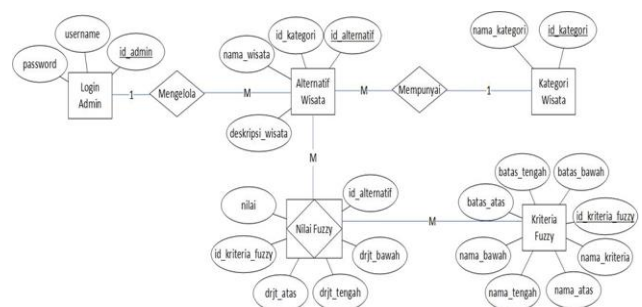 username
id_admin
password
Login
Admin
1
Mengelola
M
id_kategori
id_alternatif
nama_wisata
Alternatif
Wisata
deskripsi_wisata
M
Mempunyai
1
nama_kategori
id_kategori
Kategori
Wisata
M
nilai
id_alternatif
Nilai Fuzzy
id_kriteria_fuzzy
drjt_bawah
drjt_atas
drjt_tengah
M
batas_tengah
batas_bawah
batas_atas
id_kriteria_fuzzy
Kriteria
Fuzzy
nama_bawah
nama_kriteria
nama_tengah
nama_atas